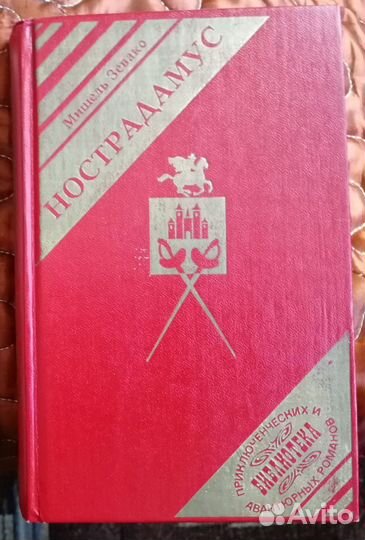 Мишель Зевако
НОСТРАДАМУС
ПРИКЛЮЧЕНЧЕСКИХ И
БИБЛИОТЕКА
АВАНТЮРНЫХ РОМАНОВ
Avito